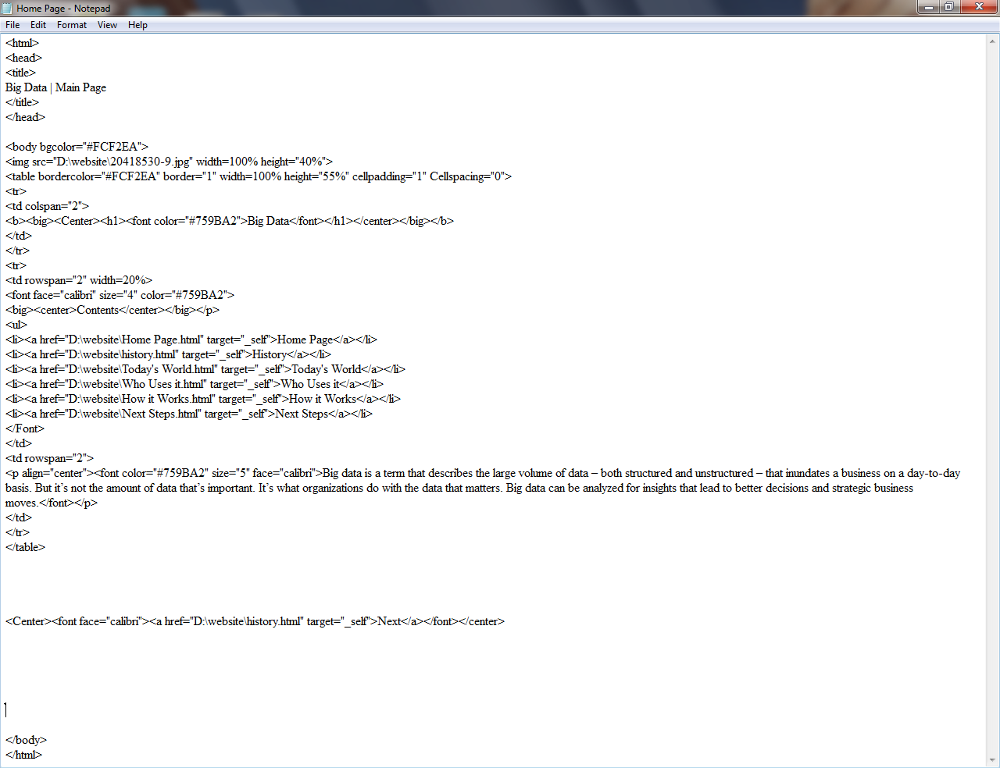 Home Page - Notepad
File Edit Format View Help
<html>
<head>
<title>
Big Data | Main Page
</title>
</head>
<body bgcolor="#FCF2EA">
<img src="D:\website\20418530-9.jpg" width=100% height="40%">
<table bordercolor="#FCF2EA" border="1" width=100% height="55%" cellpadding="1" Cellspacing="0">
<tr>
<td colspan="2">
<b><big><Center><h1><font color="#759BA2">Big Data</font></h1></center></big></b>
</td>
</tr>
<tr>
<td rowspan="2" width=20%>
<font face="calibri" size="4" color="#759BA2">
<big><center>Contents</center></big></p>
<ul>
<li><a href="D:\website\Home Page.html" target="_self">Home Page</a></li>
<li><a href="D:\website\history.html" target="_self">History</a></li>
<li><a href="D:\website\Today's World.html" target="_self">Today's World</a></li>
<li><a href="D:\website\Who Uses it.html" target="_self">Who Uses it</a></li>
<li><a href="D:\website\How it Works.html" target="_self">How it Works</a></li>
<li><a href="D:\website\Next Steps.html" target="_self">Next Steps</a></li>
</Font>
</td>
<td rowspan="2">
<p align="center"><font color="#759BA2" size="5" face="calibri">Big data is a term that describes the large volume of data – both structured and unstructured – that inundates a business on a day-to-day
basis. But it’s not the amount of data that’s important. It’s what organizations do with the data that matters. Big data can be analyzed for insights that lead to better decisions and strategic business
moves.</font></p>
</td>
</tr>
</table>
<Center><font face="calibri"><a href="D:\website\history.html" target="_self">Next</a></font></center>
</body>
</html>